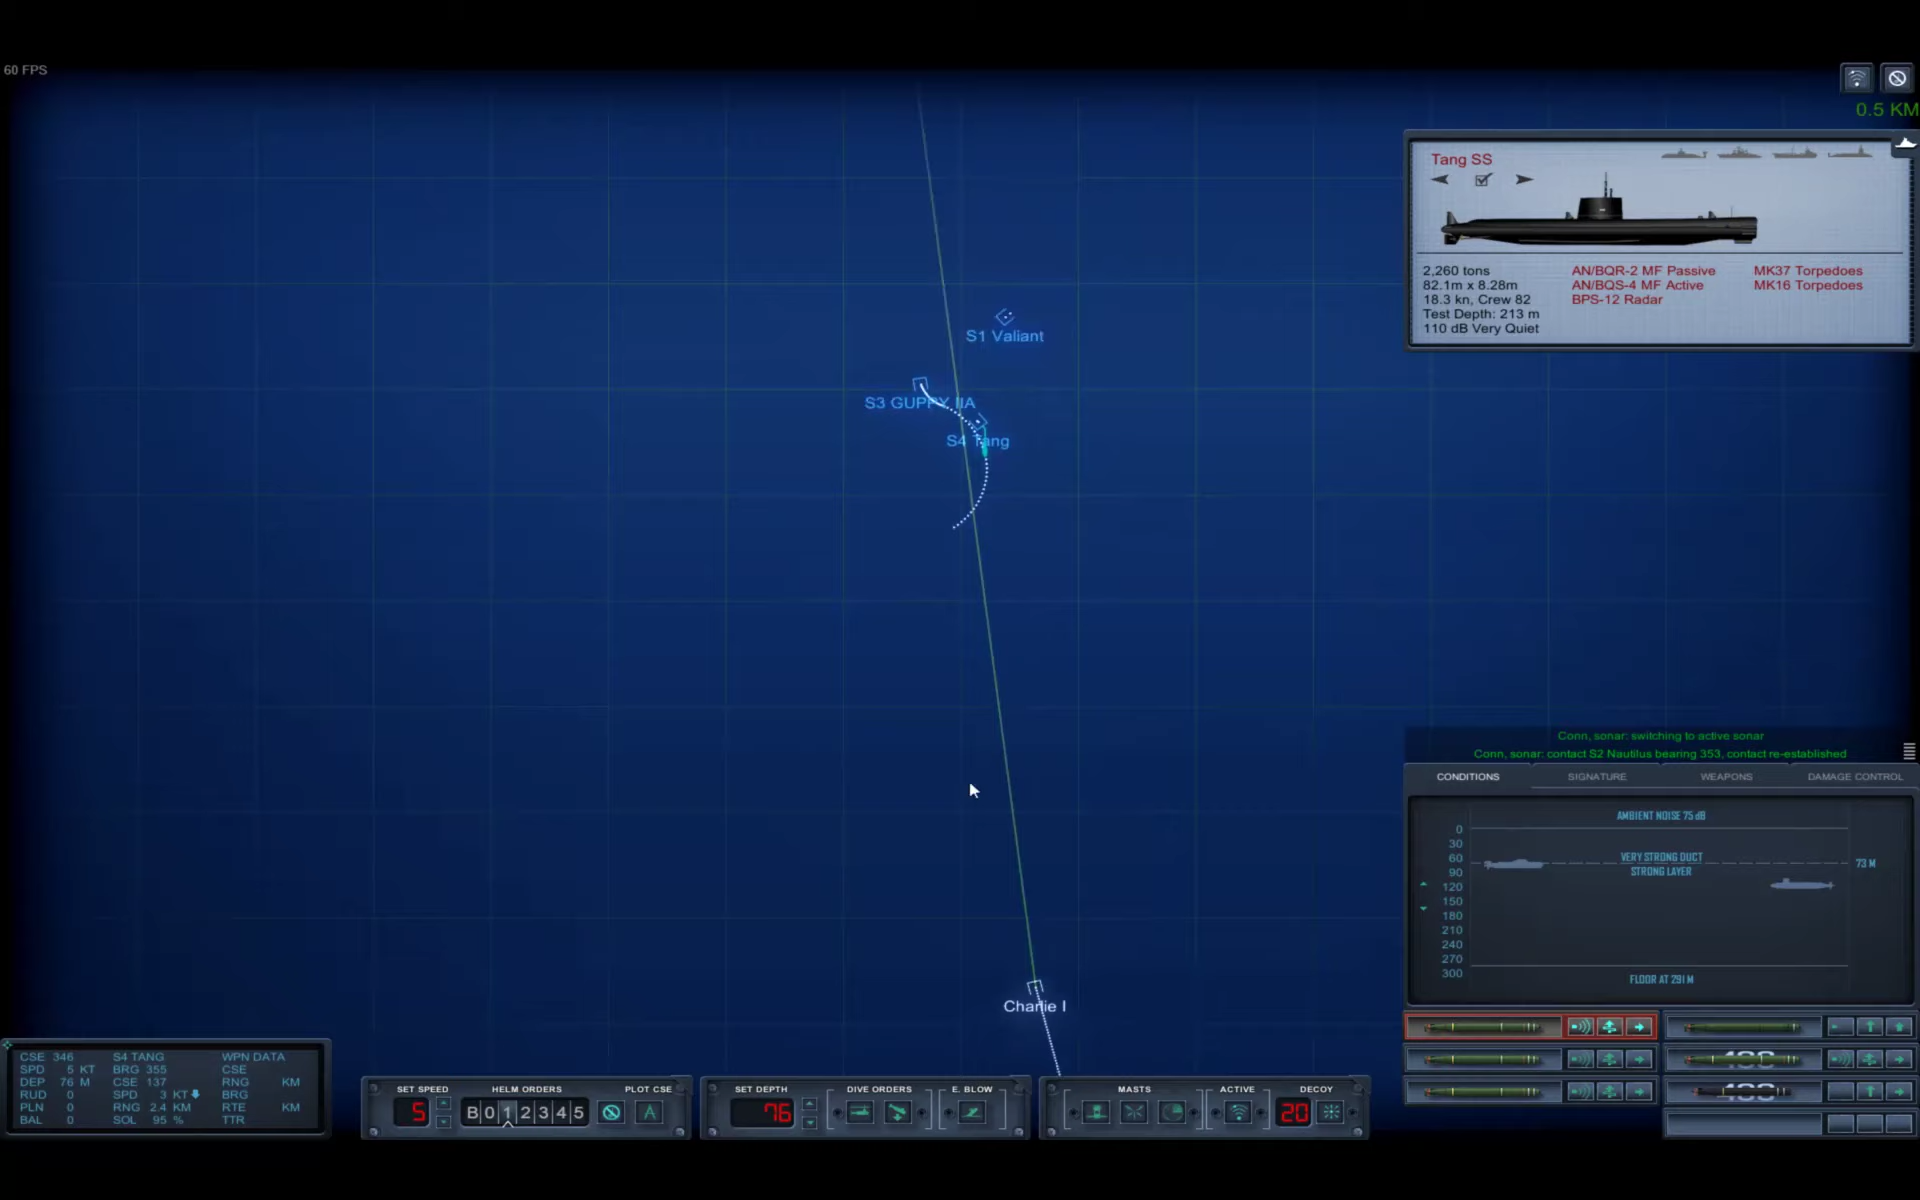 60 FPS
0.5 KM
Tang SS
2,260 tons
82.1m x 8.28m
18.3 kn, Crew 82
Test Depth: 213 m
110 dB Very Quiet
AN/BQR-2 MF Passive
AN/BQS-4 MF Active
BPS-12 Radar
MK37 Torpedoes
MK16 Torpedoes
S1 Valiant
S3 GUPPY IIA
S4 Tang
Charlie I
Conn, sonar: switching to active sonar
Conn, sonar: contact S2 Nautilus bearing 353, contact re-established
CONDITIONS SIGNATURE WEAPONS DAMAGE CONTROL
AMBIENT NOISE 75 dB
0
30
60
90
120
150
180
210
240
270
300
VERY STRONG DUCT
STRONG LAYER
73 M
FLOOR AT 291 M
CSE 346 S4 TANG WPN DATA
SPD 5 KT BRG 355 CSE
DEP 76 M CSE 137 RNG KM
RUD 0 SPD 3 KT BRG
PLN 0 RNG 2.4 KM RTE KM
BAL 0 SOL 95 % TTR
SET SPEED HELM ORDERS PLOT CSE
5 B 0 1 2 3 4 5
SET DEPTH DIVE ORDERS E. BLOW
76
MASTS ACTIVE DECOY
20